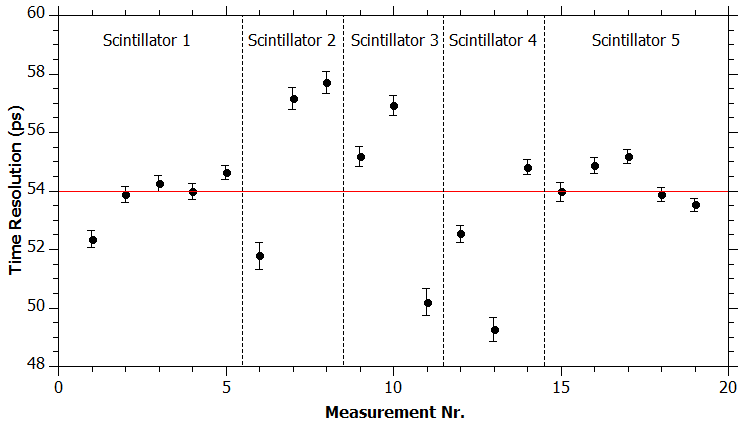 60
Scintillator 1 Scintillator 2 Scintillator 3 Scintillator 4 Scintillator 5
58
56
54
52
50
48
Time Resolution (ps)
0 5 10 15 20
Measurement Nr.